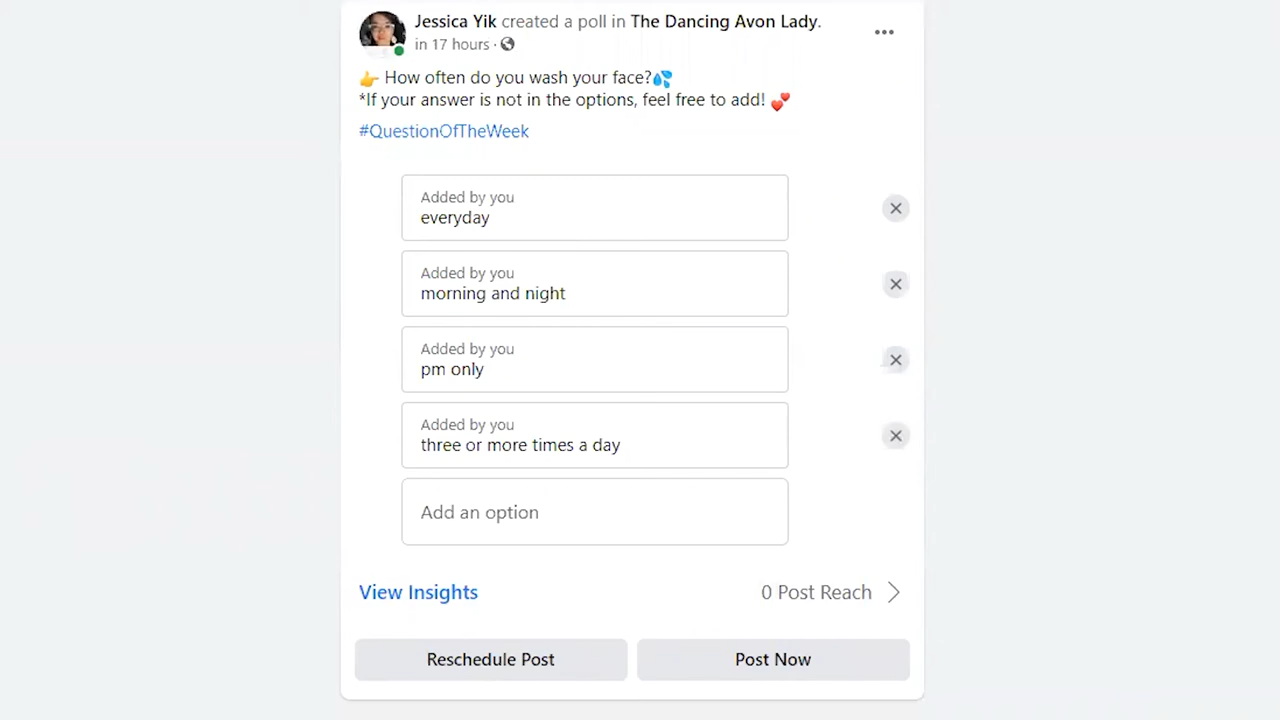 Jessica Yik created a poll in The Dancing Avon Lady.
in 17 hours ·
👉 How often do you wash your face?💦
*If your answer is not in the options, feel free to add! 💕
#QuestionOfTheWeek
Added by you
everyday
Added by you
morning and night
Added by you
pm only
Added by you
three or more times a day
Add an option
View Insights
0 Post Reach
Reschedule Post
Post Now